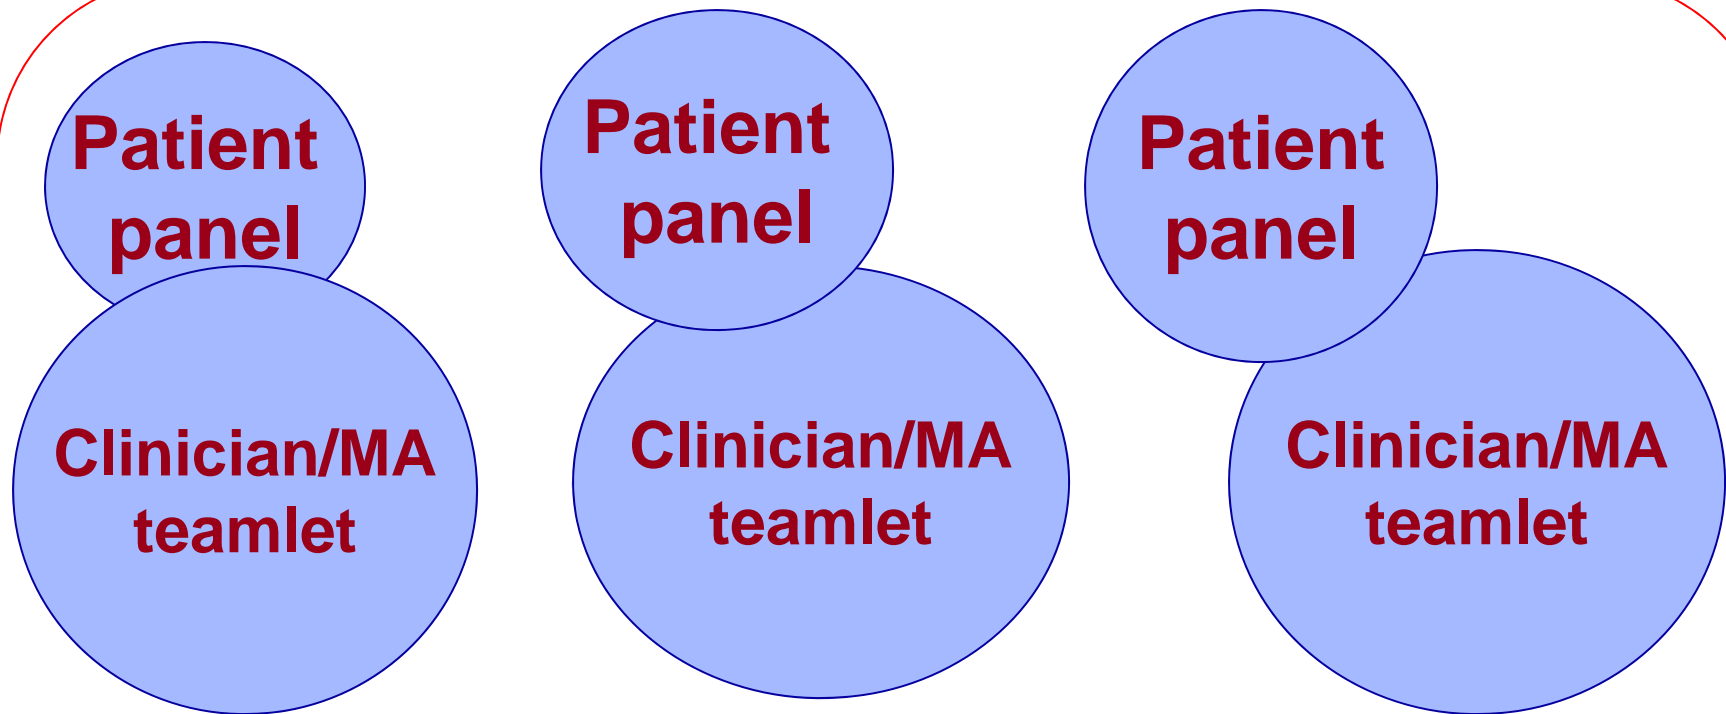 Patient
panel
Patient
panel
Patient
panel
Clinician/MA
teamlet
Clinician/MA
teamlet
Clinician/MA
teamlet